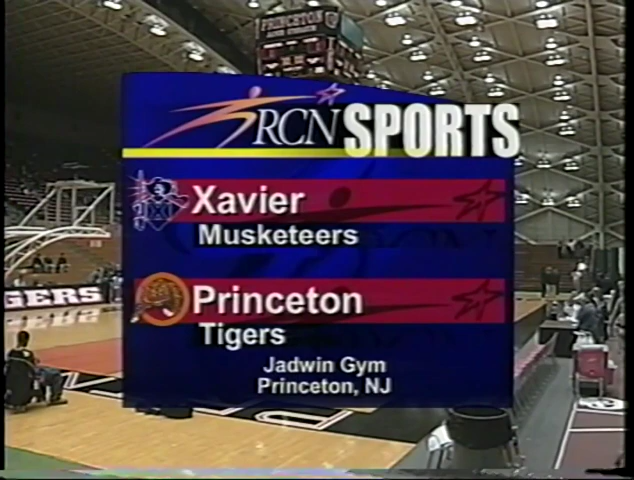 PRINCETON
RCN SPORTS
Xavier
Musketeers
Princeton
Tigers
Jadwin Gym
Princeton, NJ
GERS